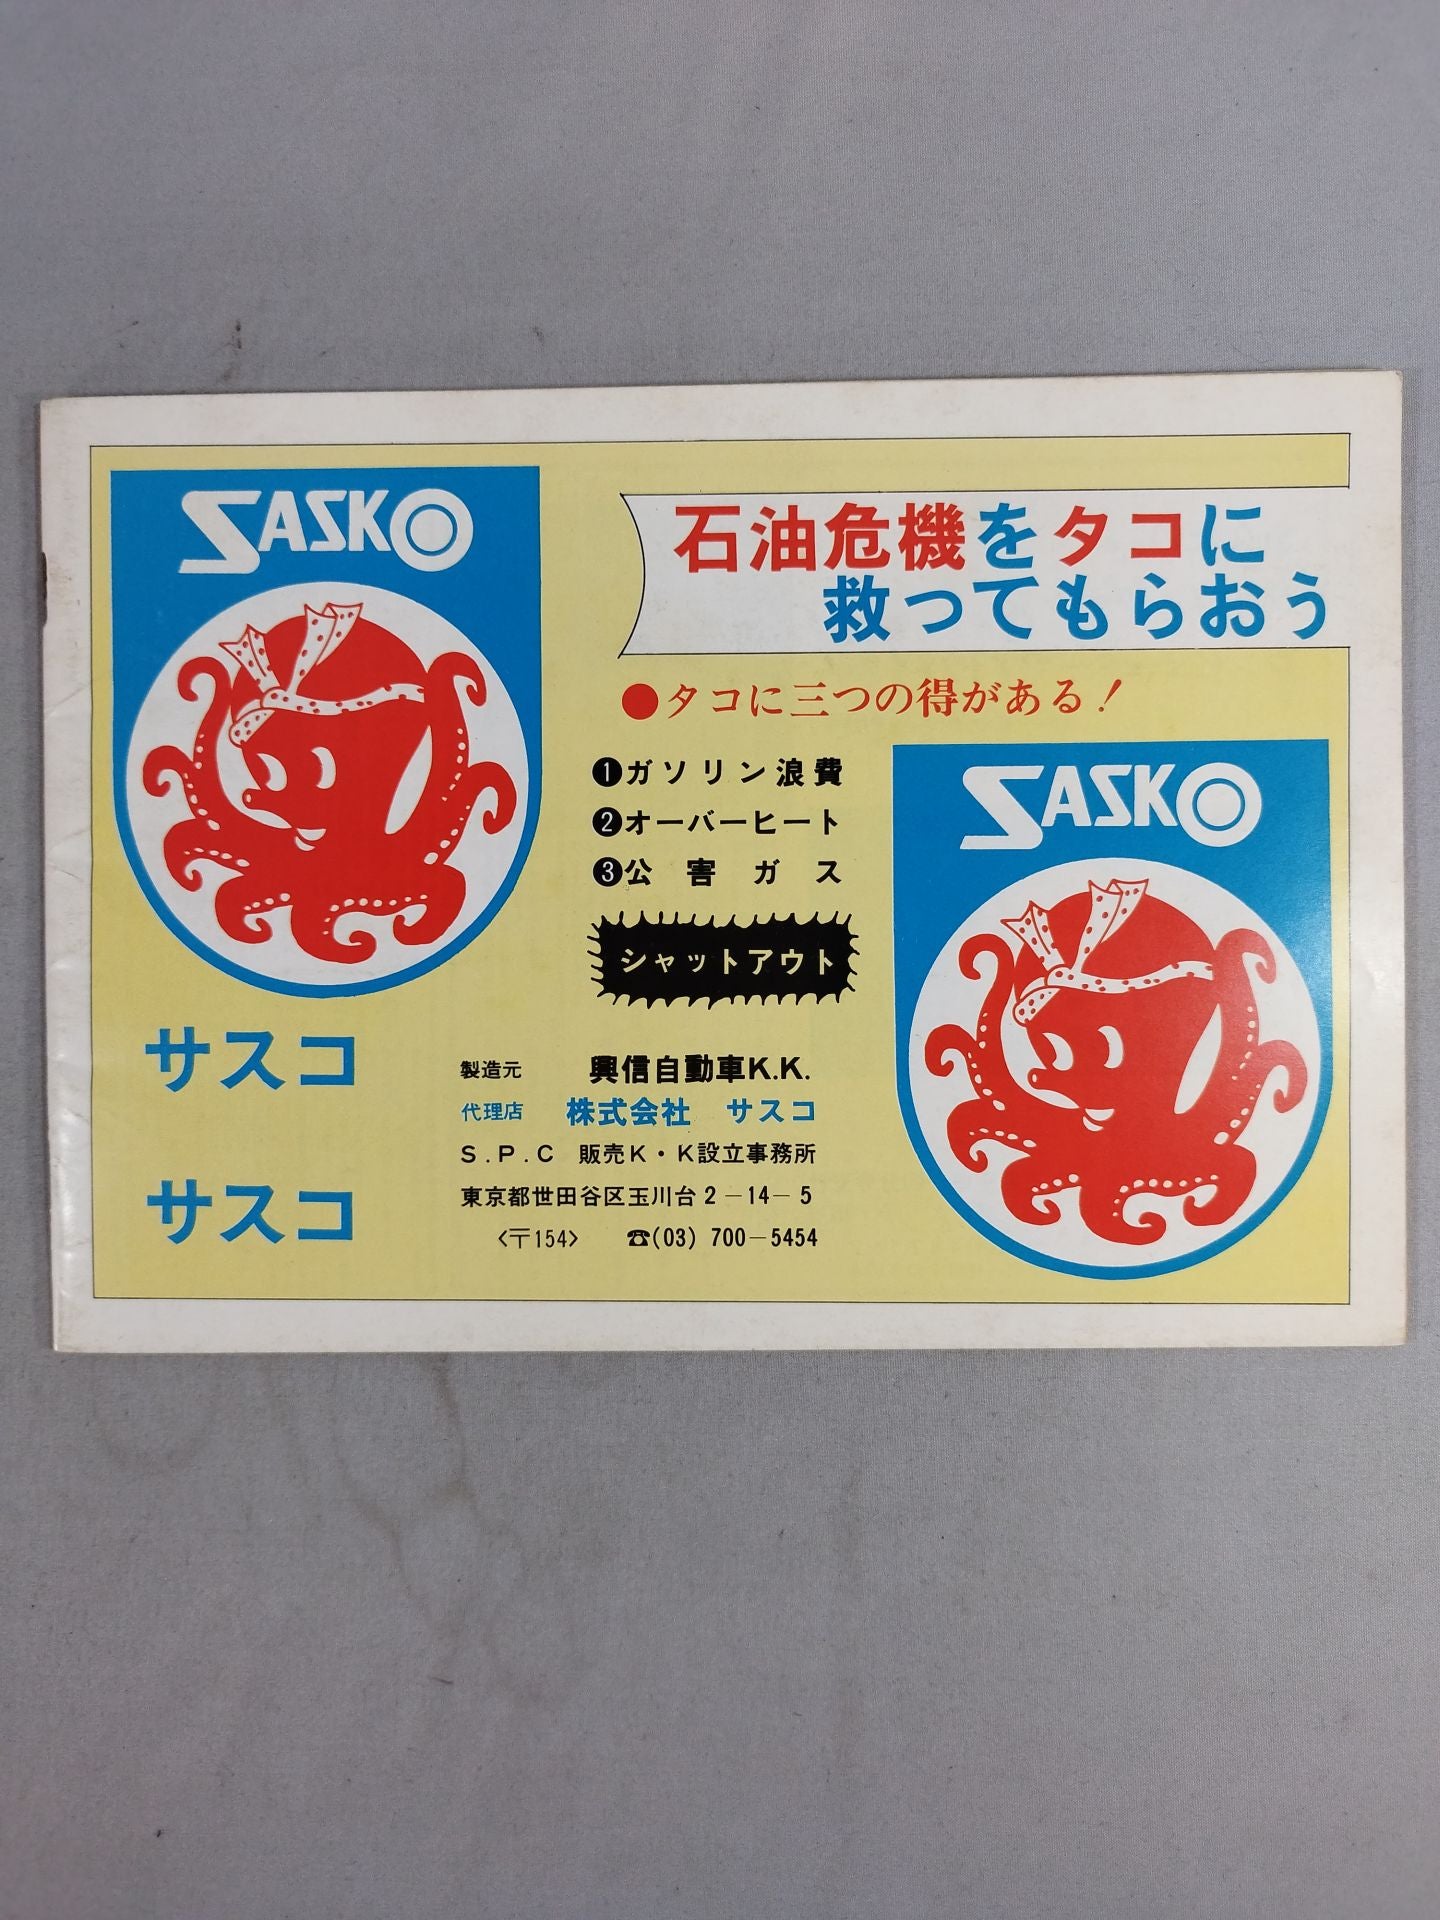 SASKO
石油危機をタコに
救ってもらおう
●タコに三つの得がある!
❶ガソリン浪費
❷オーバーヒート
❸公害ガス
シャットアウト
SASKO
サスコ
サスコ
製造元 興信自動車K.K.
代理店 株式会社 サスコ
S.P.C 販売K・K設立事務所
東京都世田谷区玉川台2-14-5
<〒154> ☎(03) 700-5454